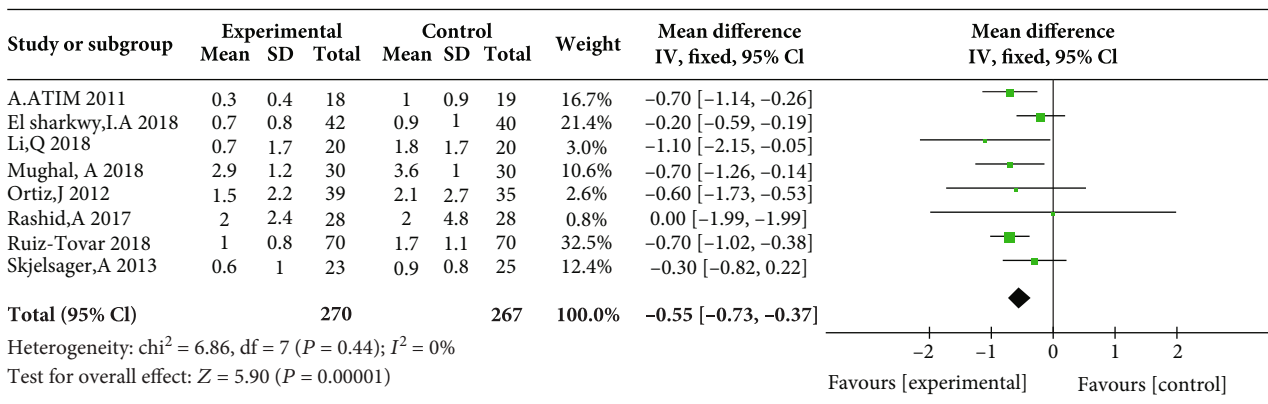 Study or subgroup Experimental Control Weight Mean difference Mean difference
Mean SD Total Mean SD Total IV, fixed, 95% Cl IV, fixed, 95% Cl
A.ATIM 2011 0.3 0.4 18 1 0.9 19 16.7% –0.70 [–1.14, –0.26]
El sharkwy,I.A 2018 0.7 0.8 42 0.9 1 40 21.4% –0.20 [–0.59, –0.19]
Li,Q 2018 0.7 1.7 20 1.8 1.7 20 3.0% –1.10 [–2.15, –0.05]
Mughal, A 2018 2.9 1.2 30 3.6 1 30 10.6% –0.70 [–1.26, –0.14]
Ortiz,J 2012 1.5 2.2 39 2.1 2.7 35 2.6% –0.60 [–1.73, –0.53]
Rashid,A 2017 2 2.4 28 2 4.8 28 0.8% 0.00 [–1.99, –1.99]
Ruiz-Tovar 2018 1 0.8 70 1.7 1.1 70 32.5% –0.70 [–1.02, –0.38]
Skjelsager,A 2013 0.6 1 23 0.9 0.8 25 12.4% –0.30 [–0.82, 0.22]
Total (95% Cl) 270 267 100.0% –0.55 [–0.73, –0.37]
Heterogeneity: chi² = 6.86, df = 7 (P = 0.44); I² = 0%
Test for overall effect: Z = 5.90 (P = 0.00001)
–2 –1 0 1 2
Favours [experimental] Favours [control]